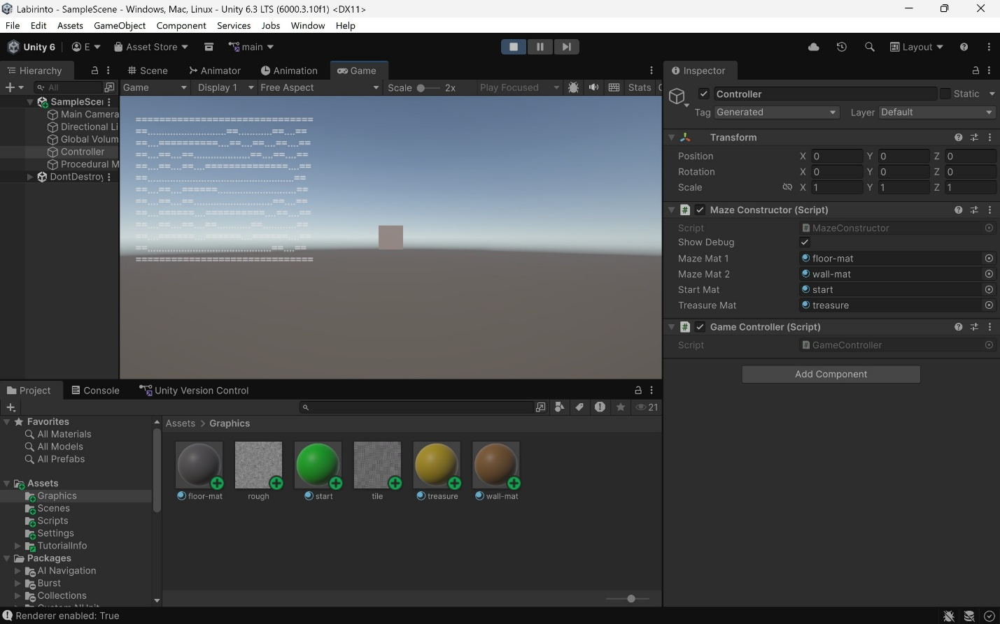 Labirinto - SampleScene - Windows, Mac, Linux - Unity 6.3 LTS (6000.3.10f1) <DX11>
File Edit Assets GameObject Component Services Jobs Window Help
Unity 6 E Asset Store main Layout
Hierarchy Scene Animator Animation Game Inspector
All Game Display 1 Free Aspect Scale 2x Play Focused Stats
SampleScen
Main Camera
Directional Li
Global Volum
Controller
Procedural M
DontDestroy
Controller Static
Tag Generated Layer Default
Transform
Position X 0 Y 0 Z 0
Rotation X 0 Y 0 Z 0
Scale X 1 Y 1 Z 1
Maze Constructor (Script)
Script MazeConstructor
Show Debug
Maze Mat 1 floor-mat
Maze Mat 2 wall-mat
Start Mat start
Treasure Mat treasure
Game Controller (Script)
Script GameController
Add Component
Project Console Unity Version Control
21
Favorites
All Materials
All Models
All Prefabs
Assets
Graphics
Scenes
Scripts
Settings
TutorialInfo
Packages
AI Navigation
Burst
Collections
Assets > Graphics
floor-mat rough start tile treasure wall-mat
Renderer enabled: True